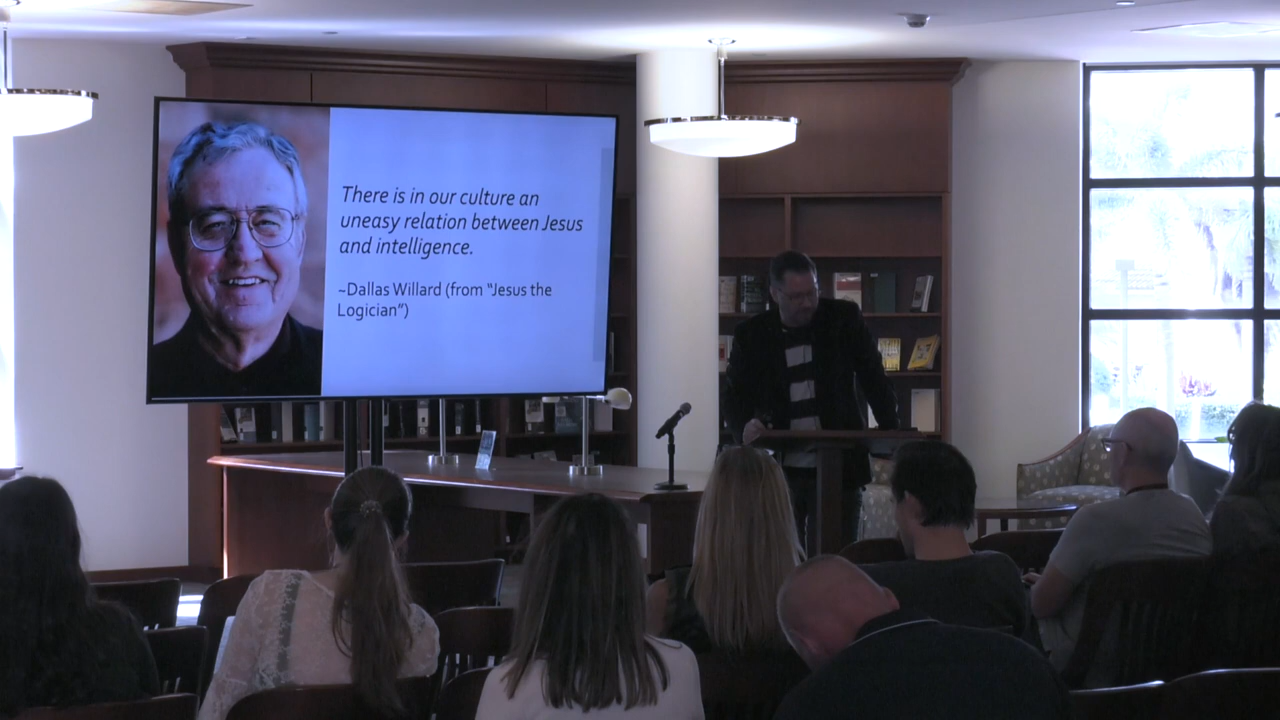 There is in our culture an
uneasy relation between Jesus
and intelligence.
~Dallas Willard (from “Jesus the
Logician”)